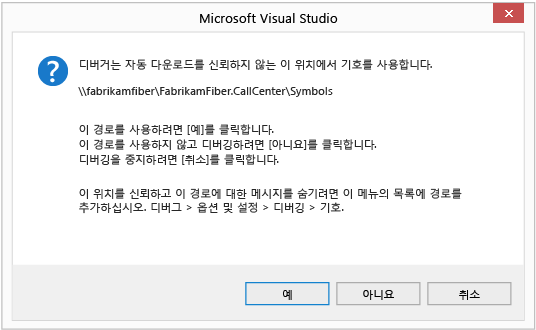 Microsoft Visual Studio
디버거는 자동 다운로드를 신뢰하지 않는 이 위치에서 기호를 사용합니다.
\\fabrikamfiber\FabrikamFiber.CallCenter\Symbols
이 경로를 사용하려면 [예]를 클릭합니다.
이 경로를 사용하지 않고 디버깅하려면 [아니요]를 클릭합니다.
디버깅을 중지하려면 [취소]를 클릭합니다.
이 위치를 신뢰하고 이 경로에 대한 메시지를 숨기려면 이 메뉴의 목록에 경로를
추가하십시오. 디버그 > 옵션 및 설정 > 디버깅 > 기호.
예
아니요
취소